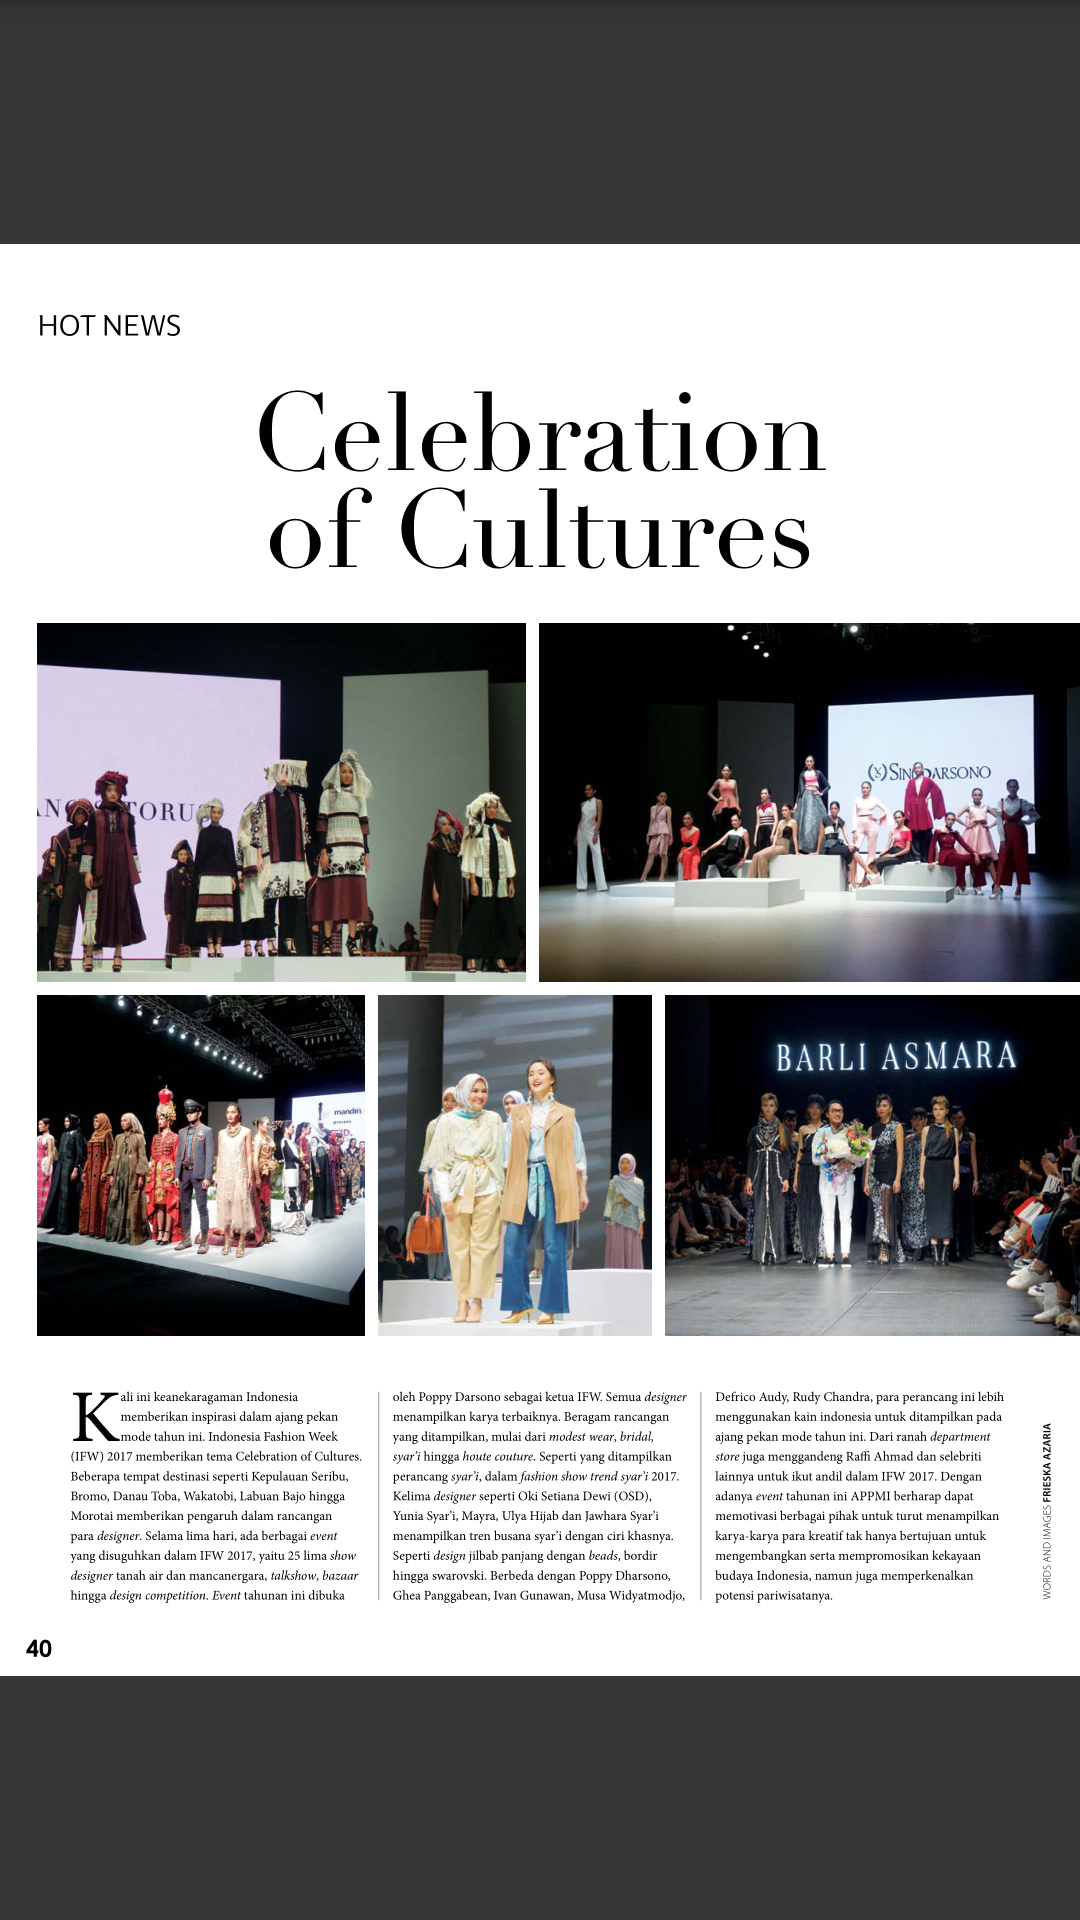 HOT NEWS
Celebration
of Cultures
TORU
SIN DARSONO
mandiri
BARLI ASMARA
Kali ini keanekaragaman Indonesia
memberikan inspirasi dalam ajang pekan
mode tahun ini. Indonesia Fashion Week
(IFW) 2017 memberikan tema Celebration of Cultures.
Beberapa tempat destinasi seperti Kepulauan Seribu,
Bromo, Danau Toba, Wakatobi, Labuan Bajo hingga
Morotai memberikan pengaruh dalam rancangan
para designer. Selama lima hari, ada berbagai event
yang disuguhkan dalam IFW 2017, yaitu 25 lima show
designer tanah air dan mancanergara, talkshow, bazaar
hingga design competition. Event tahunan ini dibuka
oleh Poppy Darsono sebagai ketua IFW. Semua designer
menampilkan karya terbaiknya. Beragam rancangan
yang ditampilkan, mulai dari modest wear, bridal,
syar'i hingga houte couture. Seperti yang ditampilkan
perancang syar'i, dalam fashion show trend syar'i 2017.
Kelima designer seperti Oki Setiana Dewi (OSD),
Yunia Syar'i, Mayra, Ulya Hijab dan Jawhara Syar'i
menampilkan tren busana syar'i dengan ciri khasnya.
Seperti design jilbab panjang dengan beads, bordir
hingga swarovski. Berbeda dengan Poppy Dharsono,
Ghea Panggabean, Ivan Gunawan, Musa Widyatmodjo,
Defrico Audy, Rudy Chandra, para perancang ini lebih
menggunakan kain indonesia untuk ditampilkan pada
ajang pekan mode tahun ini. Dari ranah department
store juga menggandeng Raffi Ahmad dan selebriti
lainnya untuk ikut andil dalam IFW 2017. Dengan
adanya event tahunan ini APPMI berharap dapat
memotivasi berbagai pihak untuk turut menampilkan
karya-karya para kreatif tak hanya bertujuan untuk
mengembangkan serta mempromosikan kekayaan
budaya Indonesia, namun juga memperkenalkan
potensi pariwisatanya.
WORDS AND IMAGES FRIESKA AZARIA
40